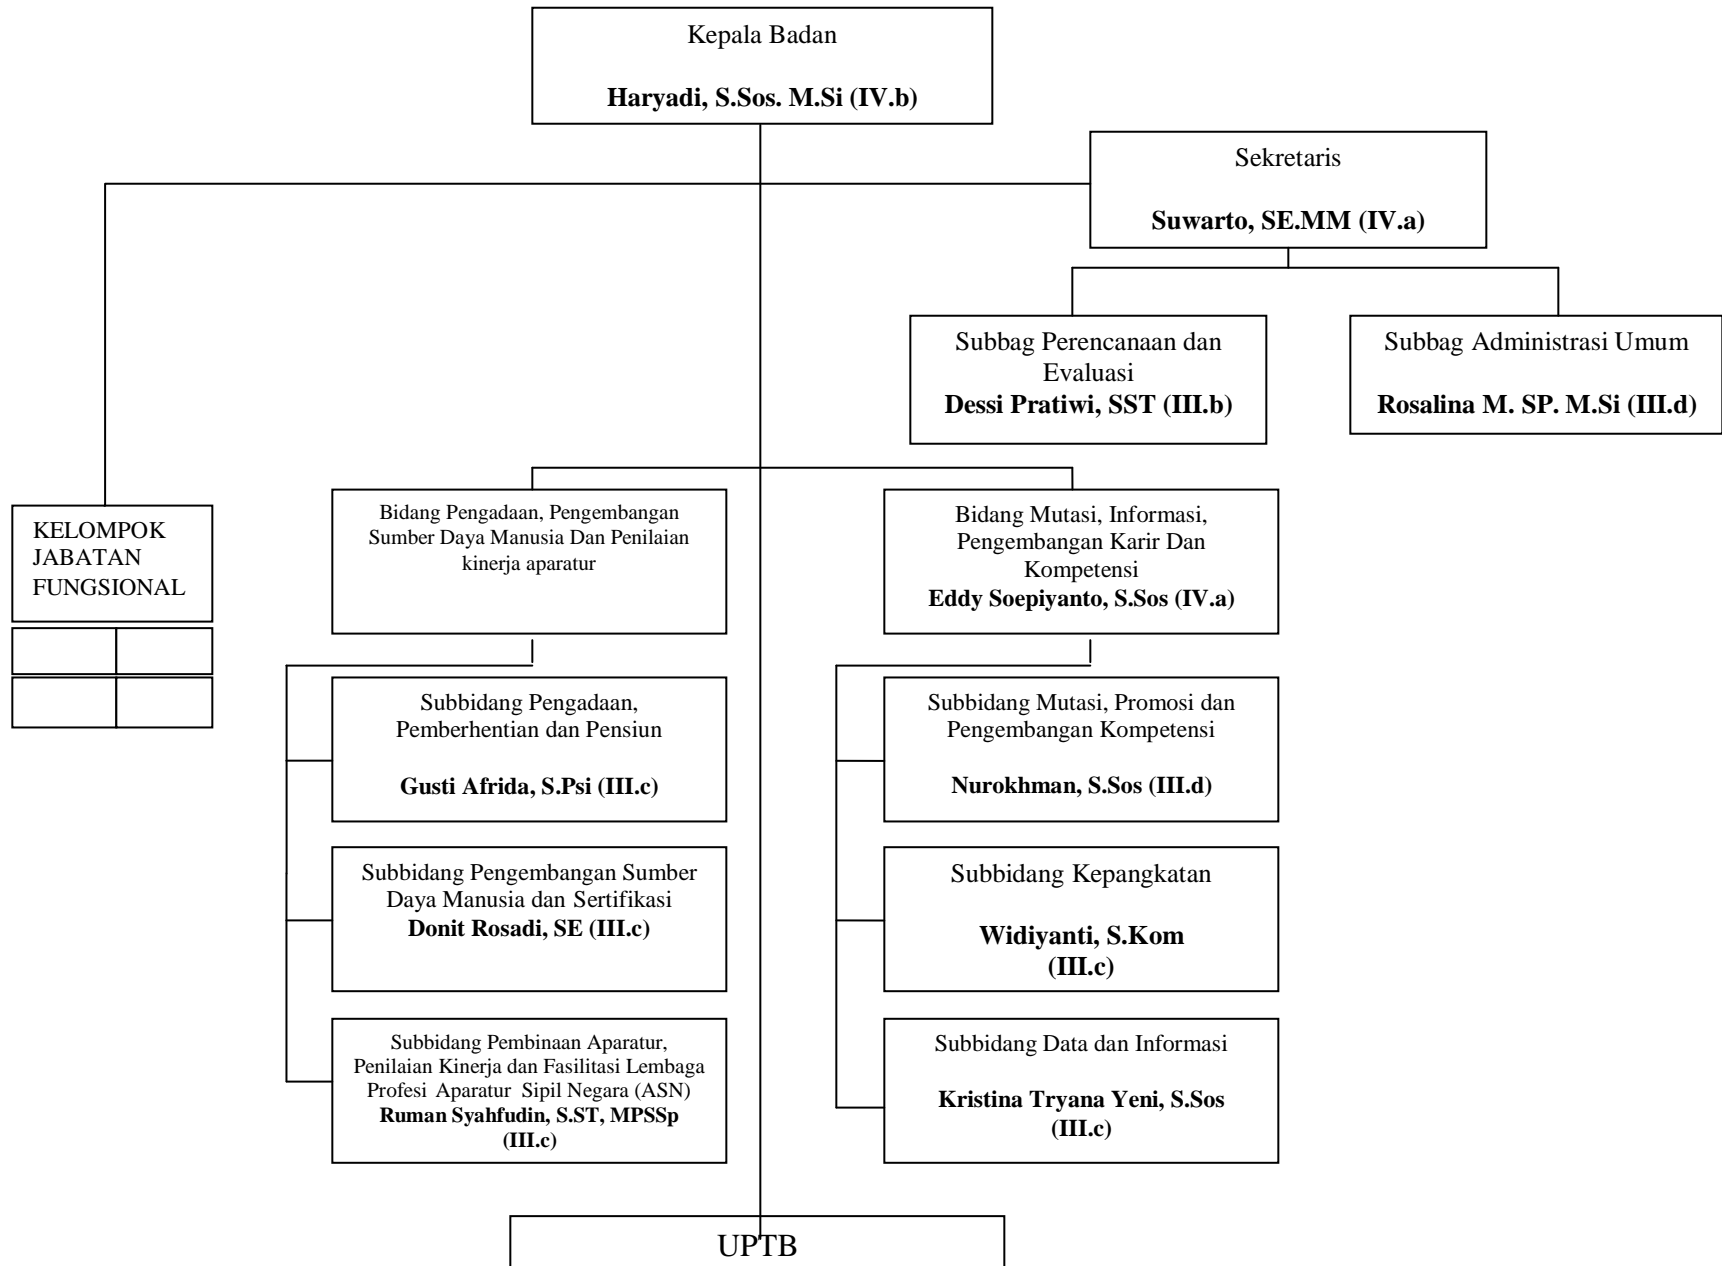 Kepala Badan
Haryadi, S.Sos. M.Si (IV.b)
Sekretaris
Suwarto, SE.MM (IV.a)
Subbag Perencanaan dan
Evaluasi
Dessi Pratiwi, SST (III.b)
Subbag Administrasi Umum
Rosalina M. SP. M.Si (III.d)
KELOMPOK
JABATAN
FUNGSIONAL
Bidang Pengadaan, Pengembangan
Sumber Daya Manusia Dan Penilaian
kinerja aparatur
Bidang Mutasi, Informasi,
Pengembangan Karir Dan
Kompetensi
Eddy Soepiyanto, S.Sos (IV.a)
Subbidang Pengadaan,
Pemberhentian dan Pensiun
Gusti Afrida, S.Psi (III.c)
Subbidang Mutasi, Promosi dan
Pengembangan Kompetensi
Nurokhman, S.Sos (III.d)
Subbidang Pengembangan Sumber
Daya Manusia dan Sertifikasi
Donit Rosadi, SE (III.c)
Subbidang Kepangkatan
Widiyanti, S.Kom
(III.c)
Subbidang Pembinaan Aparatur,
Penilaian Kinerja dan Fasilitasi Lembaga
Profesi Aparatur Sipil Negara (ASN)
Ruman Syahfudin, S.ST, MPSSp
(III.c)
Subbidang Data dan Informasi
Kristina Tryana Yeni, S.Sos
(III.c)
UPTB